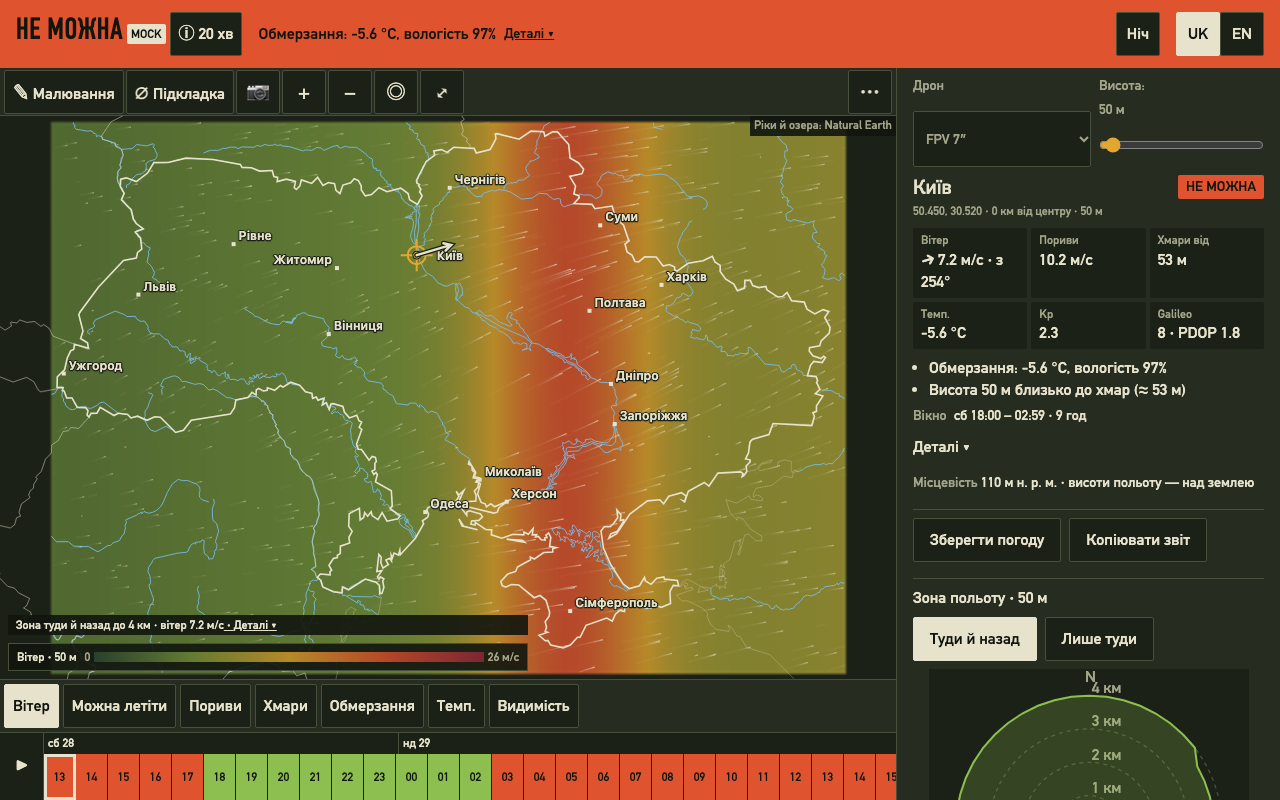 НЕ МОЖНА МОСК ⓘ 20 хв Обмерзання: -5.6 °C, вологість 97% Деталі ▾ Ніч UK EN
✎ Малювання ∅ Підкладка + − ◎ ⤢ •••
Ріки й озера: Natural Earth
Чернігів
Суми
Рівне
Київ
Житомир
Харків
Львів
Полтава
Вінниця
Ужгород
Дніпро
Запоріжжя
Миколаїв
Херсон
Одеса
Сімферополь
Зона туди й назад до 4 км · вітер 7.2 м/с · Деталі ▾
Вітер · 50 м 0 26 м/с
Вітер Можна летіти Пориви Хмари Обмерзання Темп. Видимість
сб 28 нд 29
▶ 13 14 15 16 17 18 19 20 21 22 23 00 01 02 03 04 05 06 07 08 09 10 11 12 13 14 15
Дрон Висота:
50 м
FPV 7″
Київ НЕ МОЖНА
50.450, 30.520 · 0 км від центру · 50 м
Вітер Пориви Хмари від
➔ 7.2 м/с · з 254° 10.2 м/с 53 м
Темп. Kp Galileo
-5.6 °C 2.3 8 · PDOP 1.8
• Обмерзання: -5.6 °C, вологість 97%
• Висота 50 м близько до хмар (≈ 53 м)
Вікно сб 18:00 – 02:59 · 9 год
Деталі ▾
Місцевість 110 м н. р. м. · висоти польоту — над землею
Зберегти погоду Копіювати звіт
Зона польоту · 50 м
Туди й назад Лише туди
N
4 км
3 км
2 км
1 км